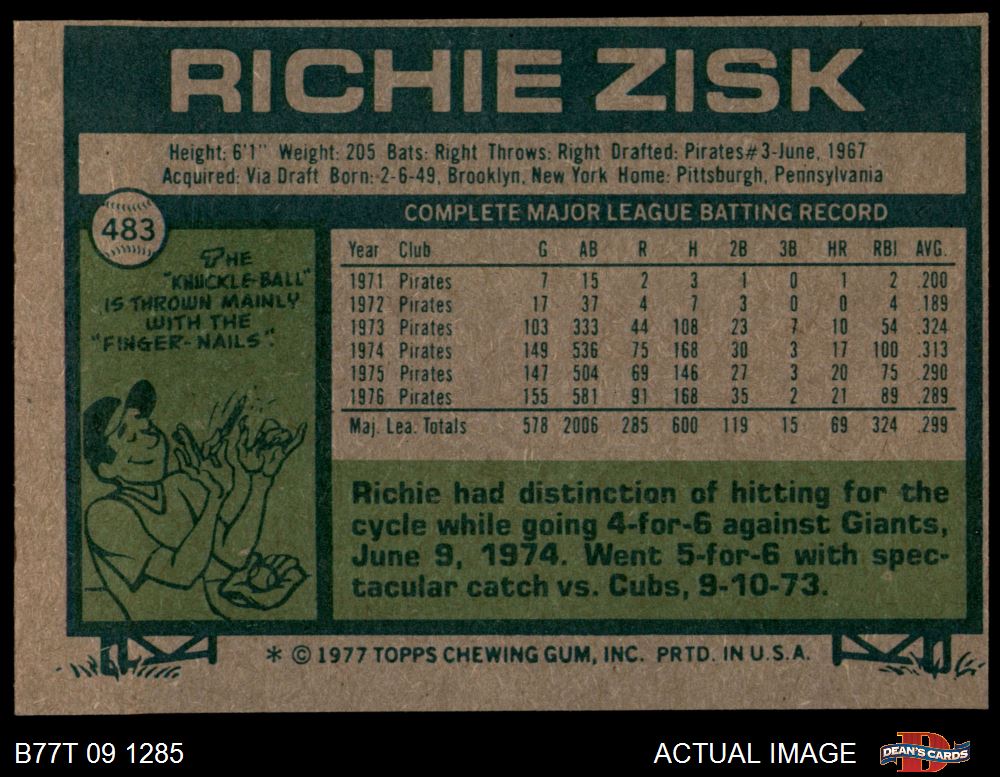 RICHIE ZISK
Height: 6'1" Weight: 205 Bats: Right Throws: Right Drafted: Pirates#3-June, 1967
Acquired: Via Draft Born: 2-6-49, Brooklyn, New York Home: Pittsburgh, Pennsylvania
483
THE
"KNUCKLE-BALL"
IS THROWN MAINLY
WITH THE
"FINGER-NAILS".
COMPLETE MAJOR LEAGUE BATTING RECORD
Year Club G AB R H 2B 3B HR RBI AVG.
1971 Pirates 7 15 2 3 1 0 1 2 .200
1972 Pirates 17 37 4 7 3 0 0 4 .189
1973 Pirates 103 333 44 108 23 7 10 54 .324
1974 Pirates 149 536 75 168 30 3 17 100 .313
1975 Pirates 147 504 69 146 27 3 20 75 .290
1976 Pirates 155 581 91 168 35 2 21 89 .289
Maj. Lea. Totals 578 2006 285 600 119 15 69 324 .299
Richie had distinction of hitting for the
cycle while going 4-for-6 against Giants,
June 9, 1974. Went 5-for-6 with spec-
tacular catch vs. Cubs, 9-10-73.
* © 1977 TOPPS CHEWING GUM, INC. PRTD. IN U.S.A.
B77T 09 1285
ACTUAL IMAGE
D
DEAN'S CARDS